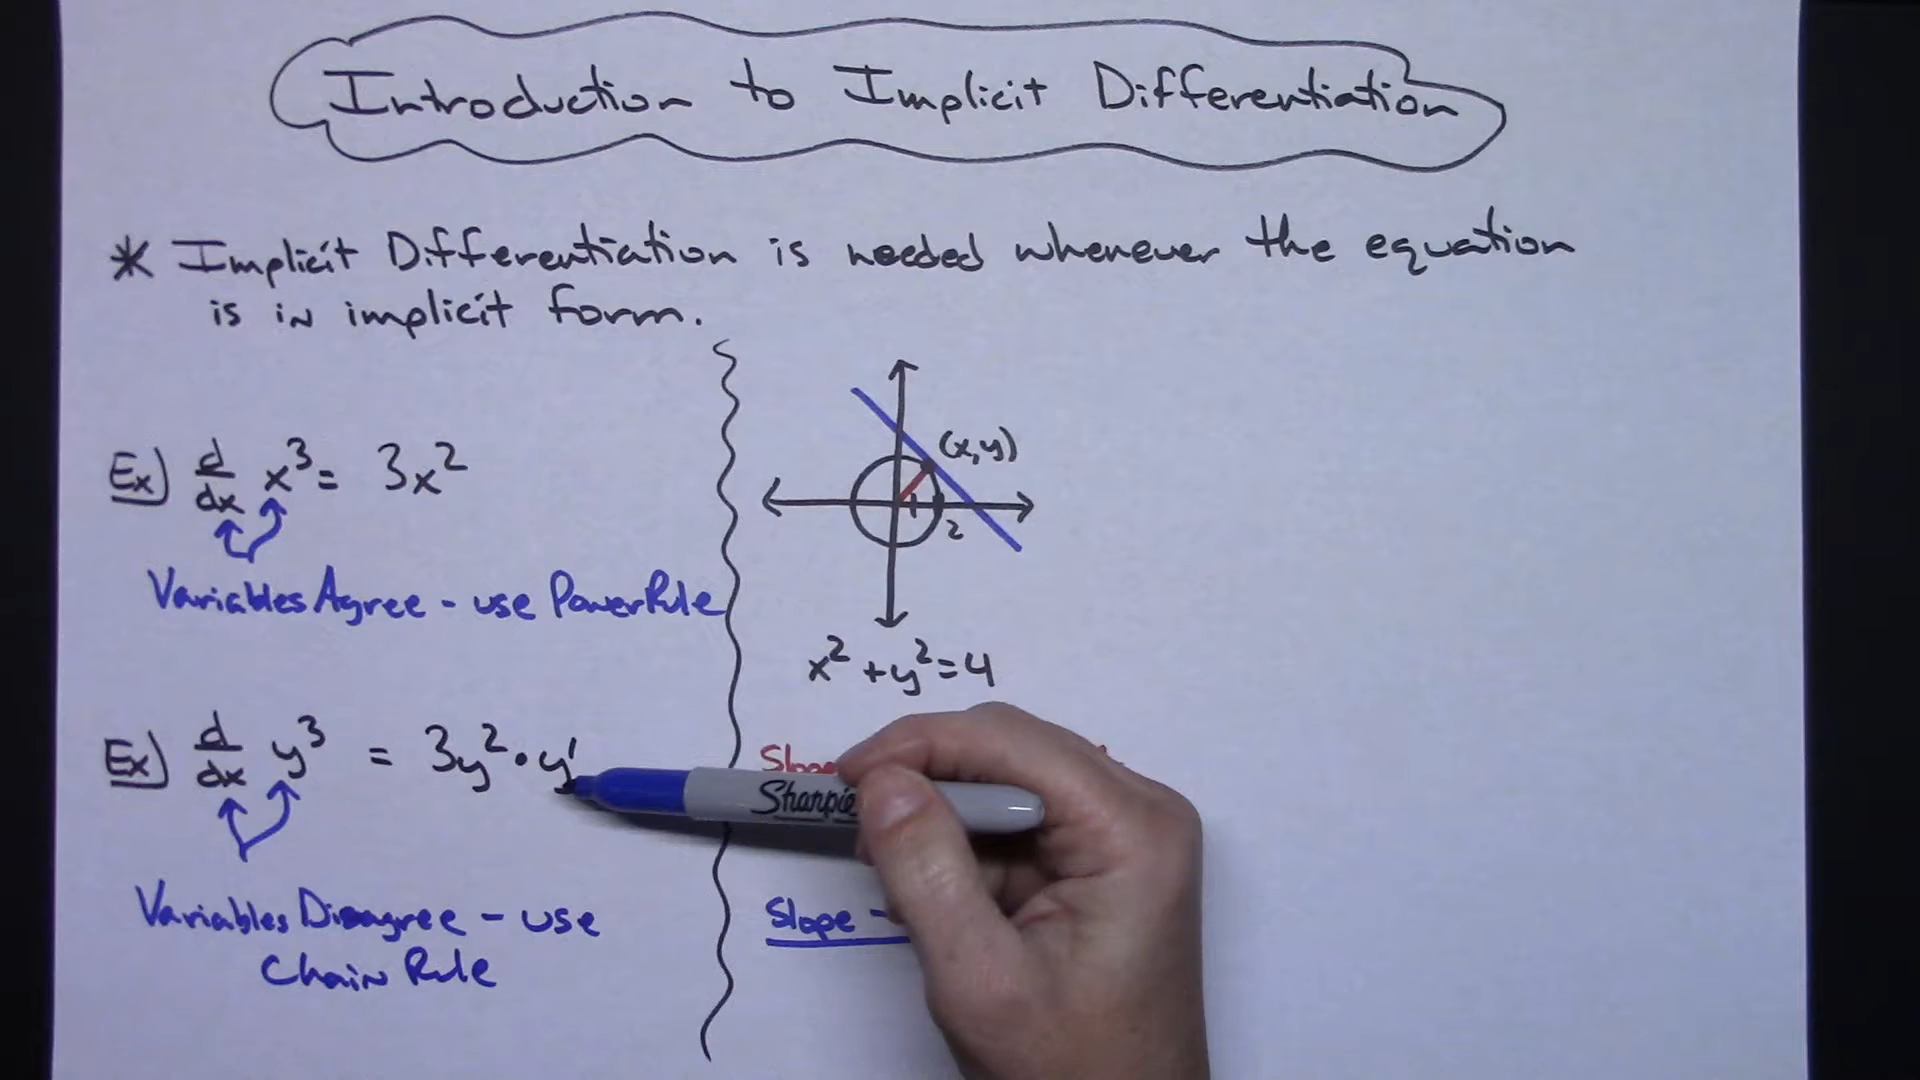 Introduction to Implicit Differentiation
* Implicit Differentiation is needed whenever the equation
is in implicit form.
Ex) d/dx x³ = 3x²
Variables Agree - use Power Rule
Ex) d/dx y³ = 3y² • y'
Variables Disagree - use
Chain Rule
(x,y)
2
x² + y² = 4
Sharpie
Slope -